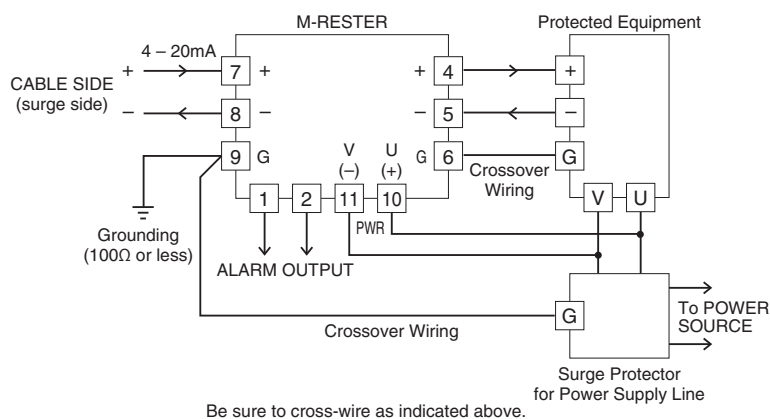 M-RESTER
Protected Equipment
4 – 20mA
CABLE SIDE
(surge side)
+
–
7
+
8
–
9
G
+
4
–
5
G
6
+
–
G
Crossover
Wiring
V
(–)
U
(+)
1
2
11
10
PWR
V
U
Grounding
(100Ω or less)
ALARM OUTPUT
G
To POWER
SOURCE
Crossover Wiring
Surge Protector
for Power Supply Line
Be sure to cross-wire as indicated above.